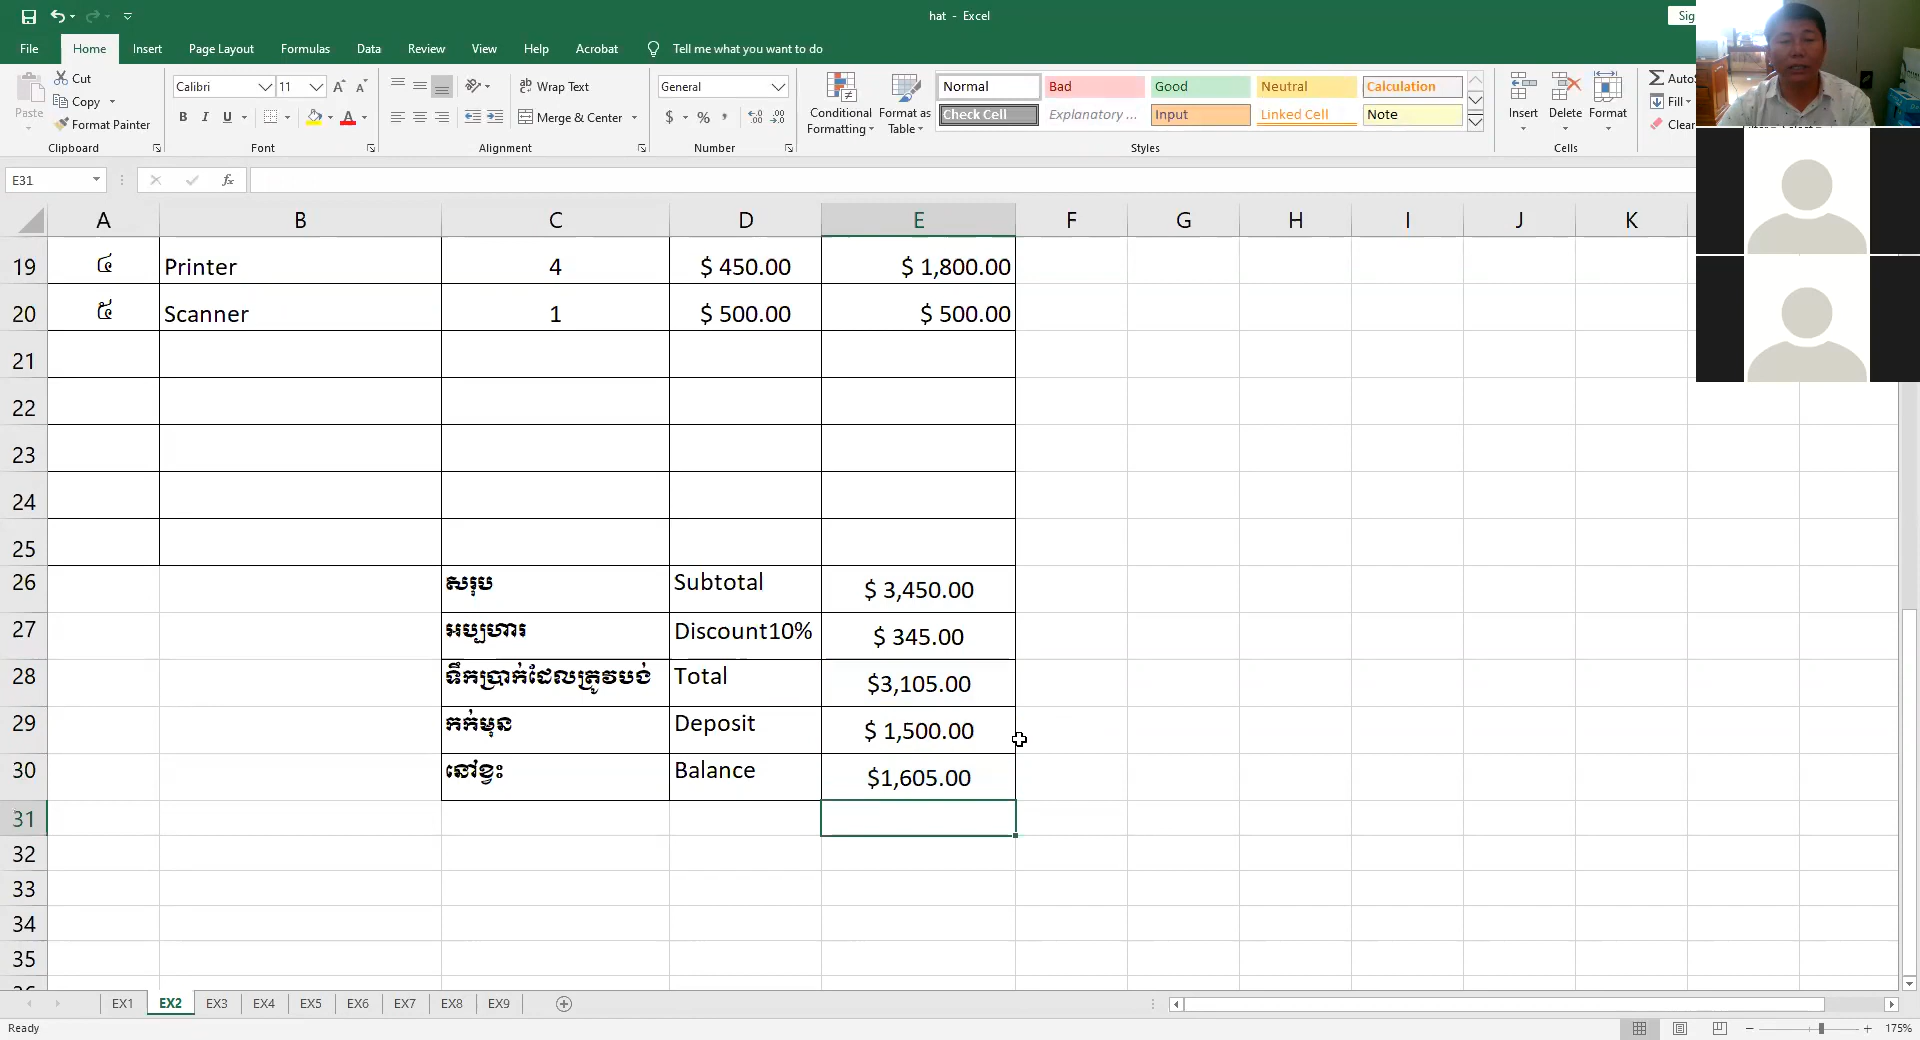 hat - Excel
Sig
File Home Insert Page Layout Formulas Data Review View Help Acrobat Tell me what you want to do
Paste
Cut
Copy
Format Painter
Clipboard
Calibri 11
B I U
Font
Wrap Text
Merge & Center
Alignment
General
$ % ,
Number
Conditional Formatting
Format as Table
Normal Bad Good Neutral Calculation
Check Cell Explanatory ... Input Linked Cell Note
Styles
Insert Delete Format
Cells
Auto
Fill
Clear
E31
fx
A B C D E F G H I J K
19 ៤ Printer 4 $ 450.00 $ 1,800.00
20 ៥ Scanner 1 $ 500.00 $ 500.00
21
22
23
24
25
26 សរុប Subtotal $ 3,450.00
27 អប្បហារ Discount10% $ 345.00
28 ទឹកប្រាក់ដែលត្រូវបង់ Total $3,105.00
29 កក់មុន Deposit $ 1,500.00
30 នៅខ្វះ Balance $1,605.00
31
32
33
34
35
EX1 EX2 EX3 EX4 EX5 EX6 EX7 EX8 EX9
Ready
175%